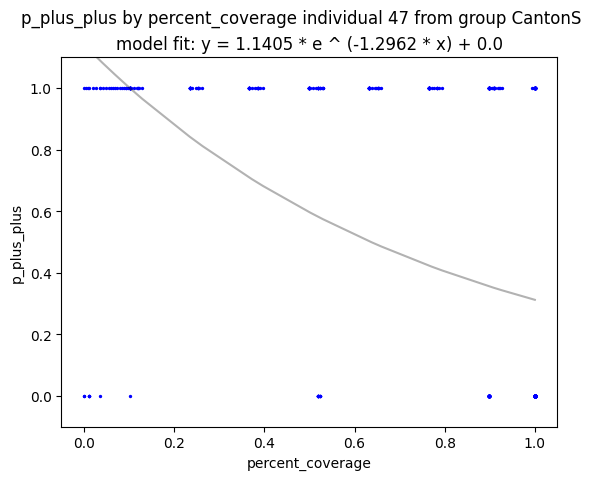 p_plus_plus by percent_coverage individual 47 from group CantonS
model fit: y = 1.1405 * e ^ (-1.2962 * x) + 0.0
1.0
0.8
0.6
0.4
0.2
0.0
p_plus_plus
0.0 0.2 0.4 0.6 0.8 1.0
percent_coverage